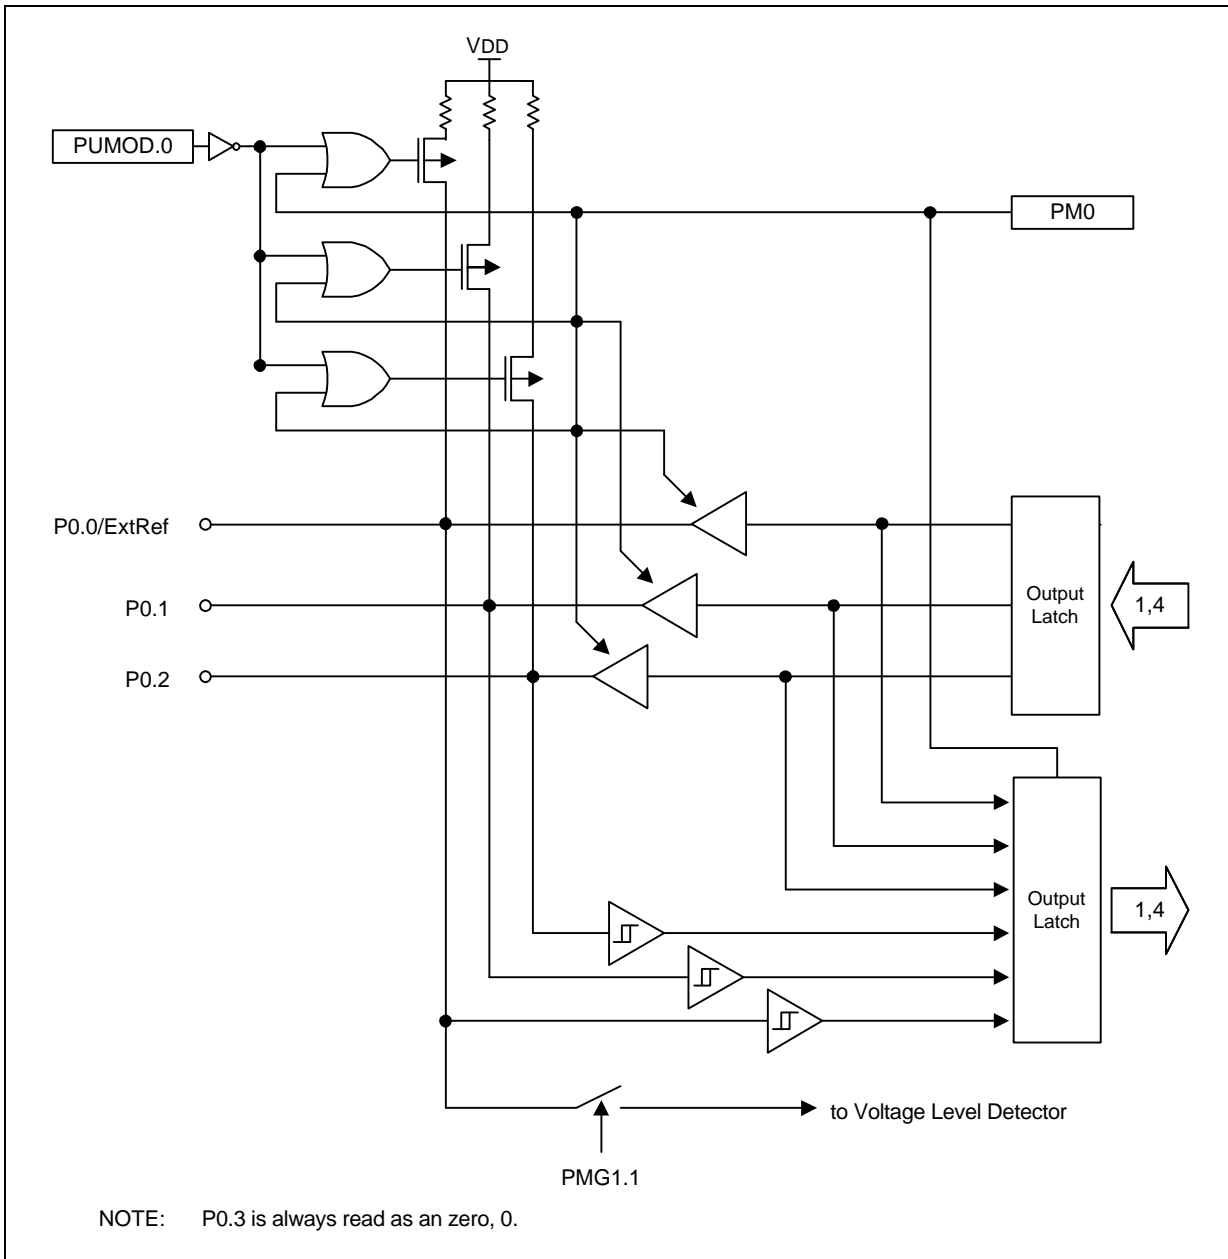 VDD
PUMOD.0
PM0
P0.0/ExtRef
P0.1
P0.2
Output
Latch
1,4
Output
Latch
1,4
to Voltage Level Detector
PMG1.1
NOTE: P0.3 is always read as an zero, 0.